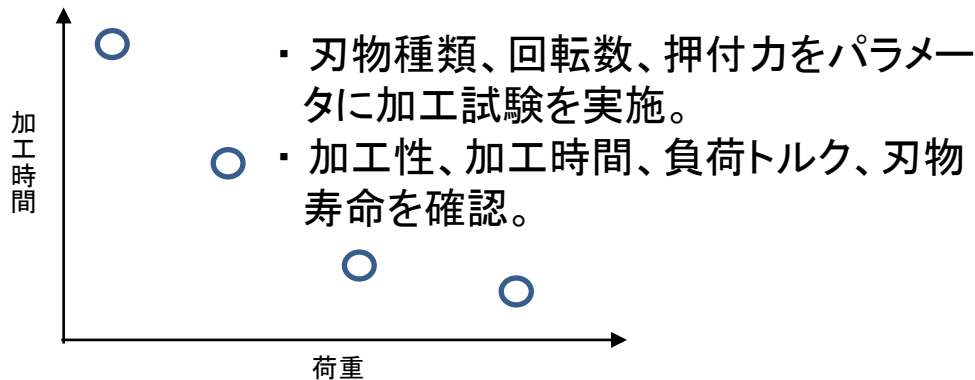 ・ 刃物種類、回転数、押付力をパラメー
タに加工試験を実施。
・ 加工性、加工時間、負荷トルク、刃物
寿命を確認。
加工時間
荷重